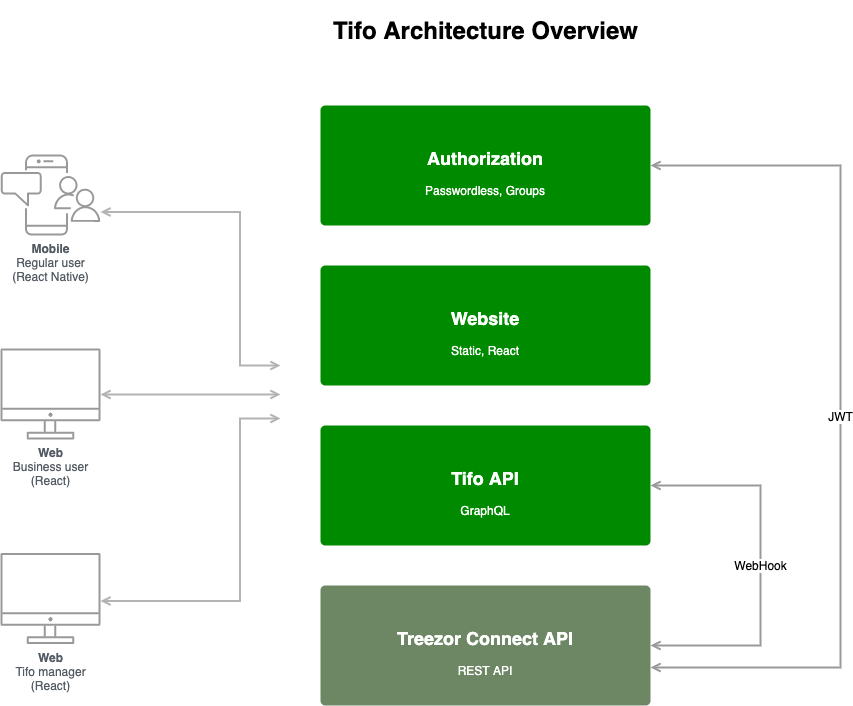 Tifo Architecture Overview
Authorization
Passwordless, Groups
Mobile
Regular user
(React Native)
Website
Static, React
JWT
Web
Business user
(React)
Tifo API
GraphQL
WebHook
Treezor Connect API
REST API
Web
Tifo manager
(React)